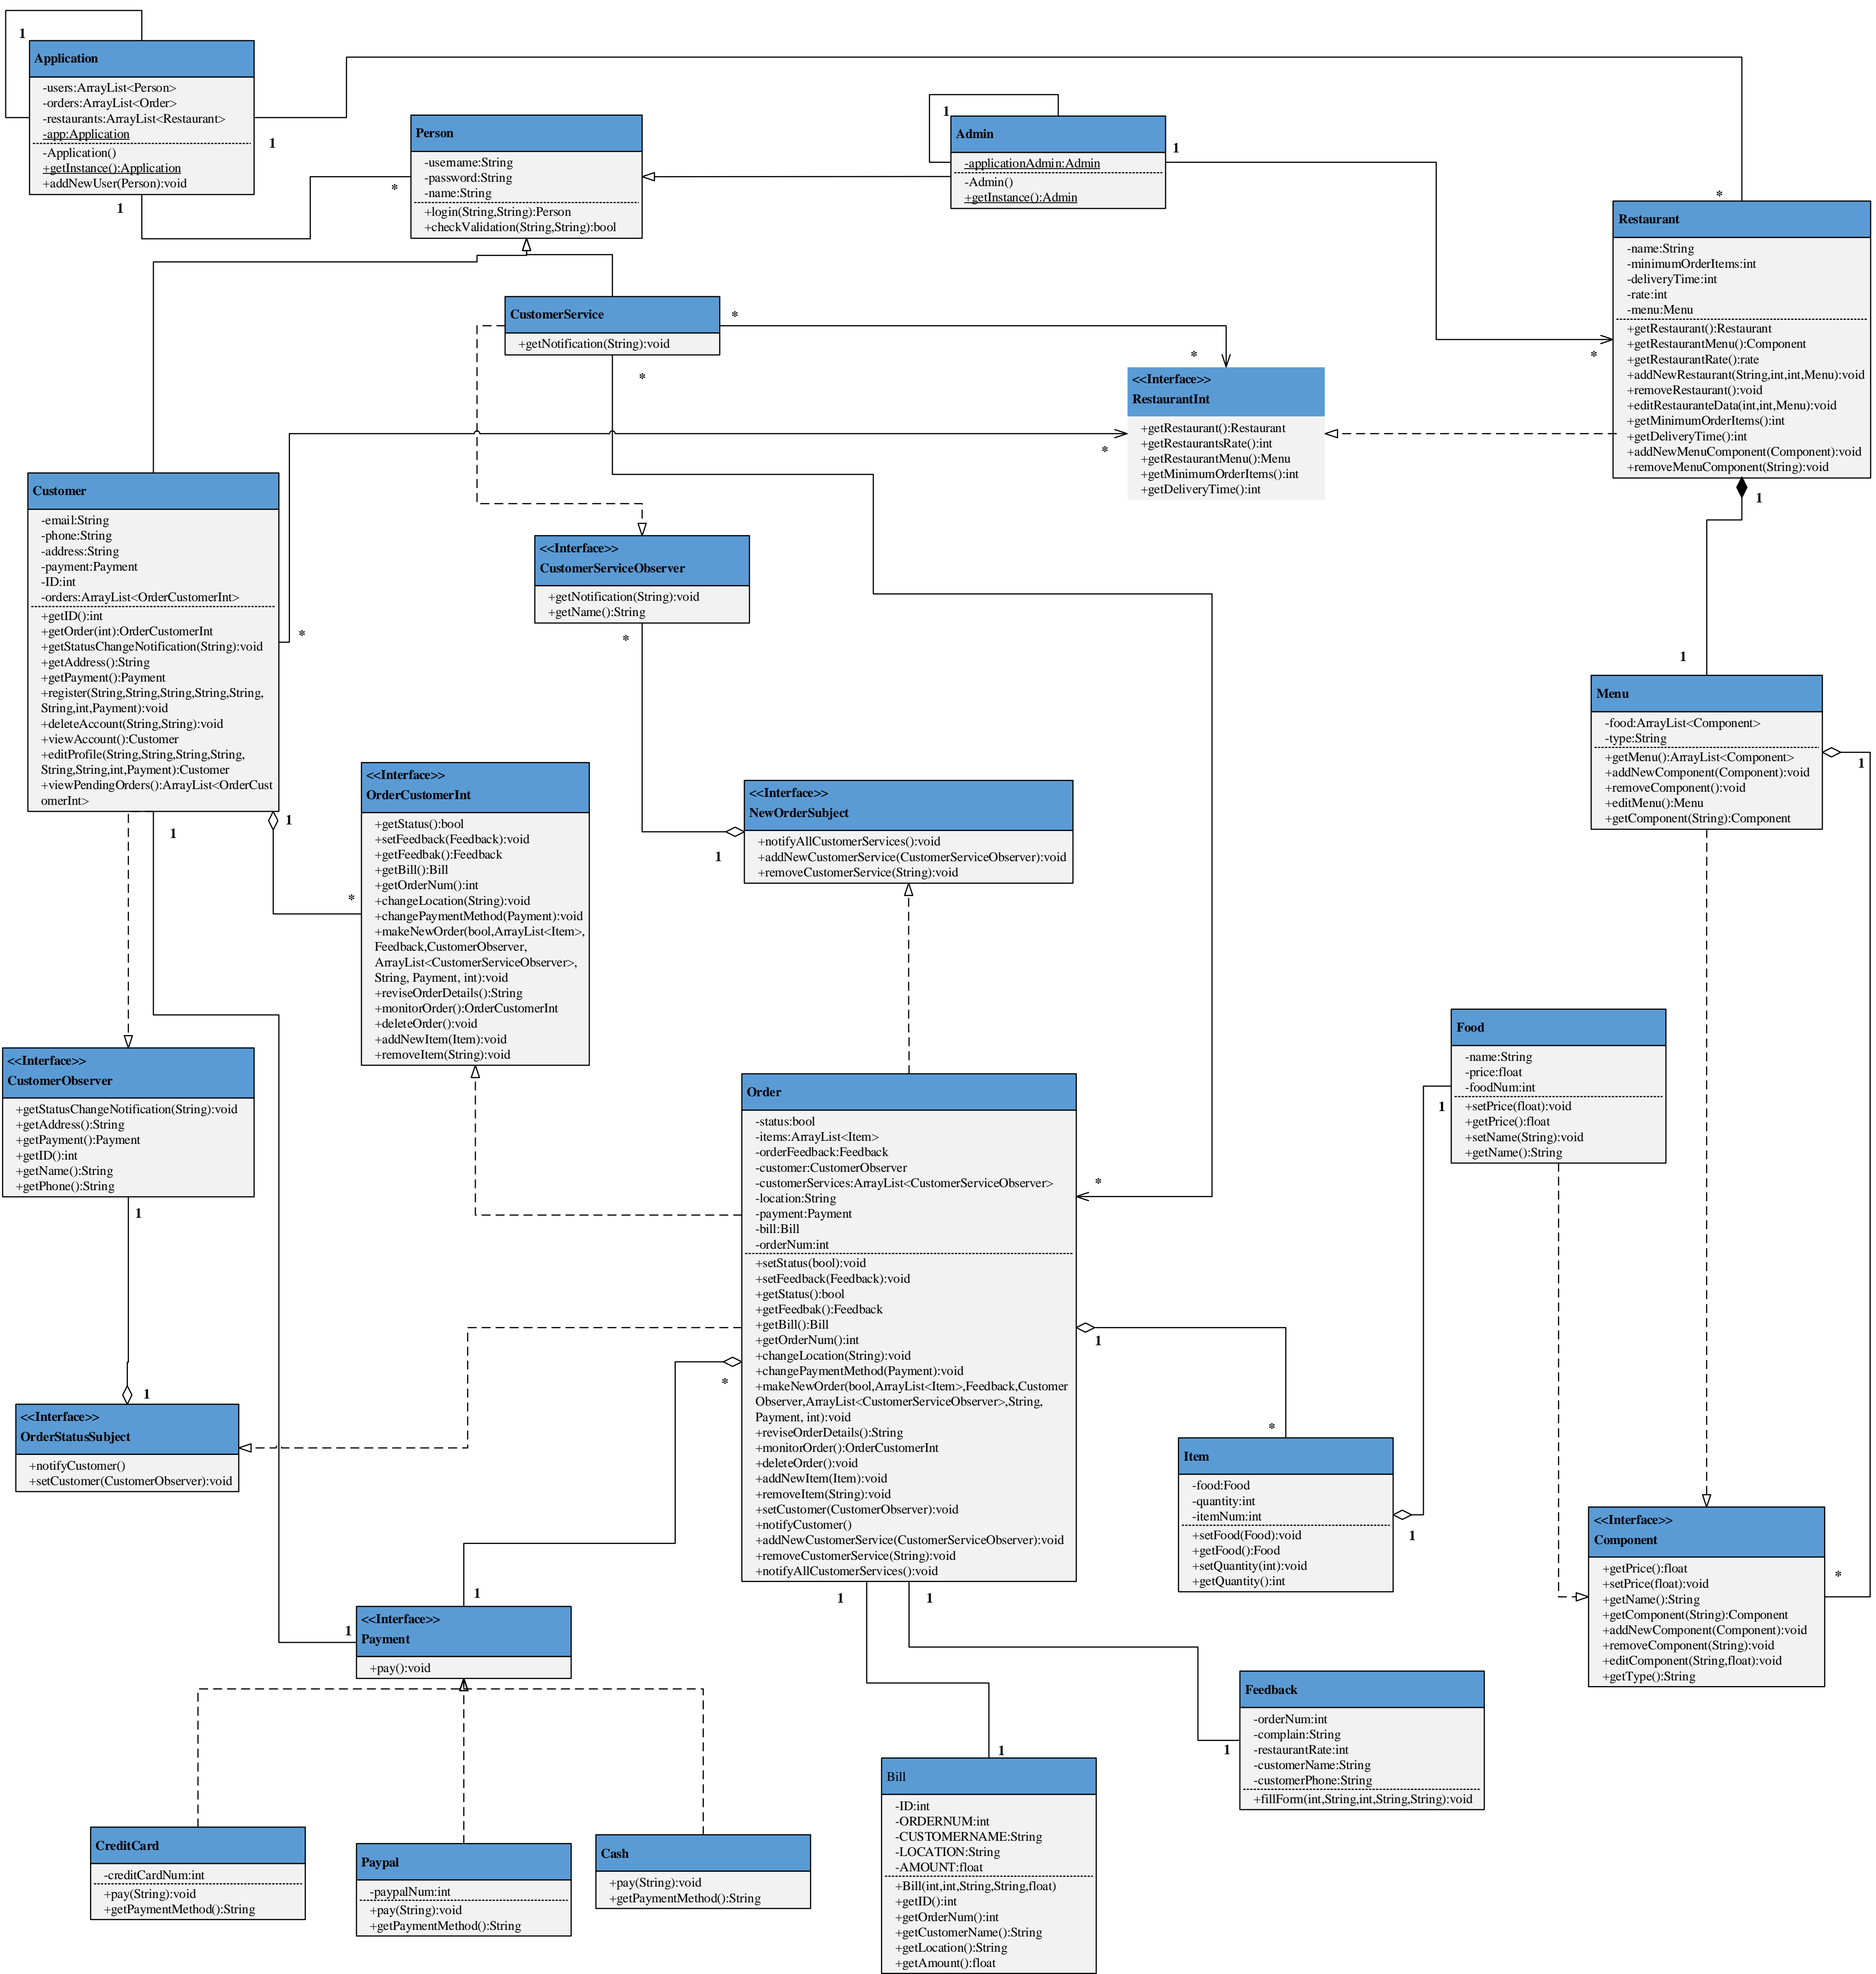 1
Application
-users:ArrayList<Person>
-orders:ArrayList<Order>
-restaurants:ArrayList<Restaurant>
-app:Application
-Application()
+getInstance():Application
+addNewUser(Person):void
1
1
Person
-username:String
-password:String
-name:String
+login(String,String):Person
+checkValidation(String,String):bool
*
1
Admin
-applicationAdmin:Admin
-Admin()
+getInstance():Admin
1
*
Restaurant
-name:String
-minimumOrderItems:int
-deliveryTime:int
-rate:int
-menu:Menu
+getRestaurant():Restaurant
+getRestaurantMenu():Component
+getRestaurantRate():rate
+addNewRestaurant(String,int,int,Menu):void
+removeRestaurant():void
+editRestauranteData(int,int,Menu):void
+getMinimumOrderItems():int
+getDeliveryTime():int
+addNewMenuComponent(Component):void
+removeMenuComponent(String):void
*
1
CustomerService
+getNotification(String):void
*
*
*
<<Interface>>
RestaurantInt
+getRestaurant():Restaurant
+getRestaurantsRate():int
+getRestaurantMenu():Menu
+getMinimumOrderItems():int
+getDeliveryTime():int
*
Customer
-email:String
-phone:String
-address:String
-payment:Payment
-ID:int
-orders:ArrayList<OrderCustomerInt>
+getID():int
+getOrder(int):OrderCustomerInt
+getStatusChangeNotification(String):void
+getAddress():String
+getPayment():Payment
+register(String,String,String,String,String,
String,int,Payment):void
+deleteAccount(String,String):void
+viewAccount():Customer
+editProfile(String,String,String,String,
String,String,int,Payment):Customer
+viewPendingOrders():ArrayList<OrderCust
omerInt>
*
1
1
<<Interface>>
CustomerServiceObserver
+getNotification(String):void
+getName():String
*
1
Menu
-food:ArrayList<Component>
-type:String
+getMenu():ArrayList<Component>
+addNewComponent(Component):void
+removeComponent():void
+editMenu():Menu
+getComponent(String):Component
1
<<Interface>>
OrderCustomerInt
+getStatus():bool
+setFeedback(Feedback):void
+getFeedbak():Feedback
+getBill():Bill
+getOrderNum():int
+changeLocation(String):void
+changePaymentMethod(Payment):void
+makeNewOrder(bool,ArrayList<Item>,
Feedback,CustomerObserver,
ArrayList<CustomerServiceObserver>,
String, Payment, int):void
+reviseOrderDetails():String
+monitorOrder():OrderCustomerInt
+deleteOrder():void
+addNewItem(Item):void
+removeItem(String):void
*
<<Interface>>
NewOrderSubject
+notifyAllCustomerServices():void
+addNewCustomerService(CustomerServiceObserver):void
+removeCustomerService(String):void
1
<<Interface>>
CustomerObserver
+getStatusChangeNotification(String):void
+getAddress():String
+getPayment():Payment
+getID():int
+getName():String
+getPhone():String
1
Order
-status:bool
-items:ArrayList<Item>
-orderFeedback:Feedback
-customer:CustomerObserver
-customerServices:ArrayList<CustomerServiceObserver>
-location:String
-payment:Payment
-bill:Bill
-orderNum:int
+setStatus(bool):void
+setFeedback(Feedback):void
+getStatus():bool
+getFeedbak():Feedback
+getBill():Bill
+getOrderNum():int
+changeLocation(String):void
+changePaymentMethod(Payment):void
+makeNewOrder(bool,ArrayList<Item>,Feedback,Customer
Observer,ArrayList<CustomerServiceObserver>,String,
Payment, int):void
+reviseOrderDetails():String
+monitorOrder():OrderCustomerInt
+deleteOrder():void
+addNewItem(Item):void
+removeItem(String):void
+setCustomer(CustomerObserver):void
+notifyCustomer()
+addNewCustomerService(CustomerServiceObserver):void
+removeCustomerService(String):void
+notifyAllCustomerServices():void
*
1
*
1
1
Food
-name:String
-price:float
-foodNum:int
+setPrice(float):void
+getPrice():float
+setName(String):void
+getName():String
1
1
<<Interface>>
OrderStatusSubject
+notifyCustomer()
+setCustomer(CustomerObserver):void
*
Item
-food:Food
-quantity:int
-itemNum:int
+setFood(Food):void
+getFood():Food
+setQuantity(int):void
+getQuantity():int
1
<<Interface>>
Component
+getPrice():float
+setPrice(float):void
+getName():String
+getComponent(String):Component
+addNewComponent(Component):void
+removeComponent(String):void
+editComponent(String,float):void
+getType():String
*
1
1
<<Interface>>
Payment
+pay():void
Feedback
-orderNum:int
-complain:String
-restaurantRate:int
-customerName:String
-customerPhone:String
+fillForm(int,String,int,String,String):void
1
1
Bill
-ID:int
-ORDERNUM:int
-CUSTOMERNAME:String
-LOCATION:String
-AMOUNT:float
+Bill(int,int,String,String,float)
+getID():int
+getOrderNum():int
+getCustomerName():String
+getLocation():String
+getAmount():float
CreditCard
-creditCardNum:int
+pay(String):void
+getPaymentMethod():String
Paypal
-paypalNum:int
+pay(String):void
+getPaymentMethod():String
Cash
+pay(String):void
+getPaymentMethod():String